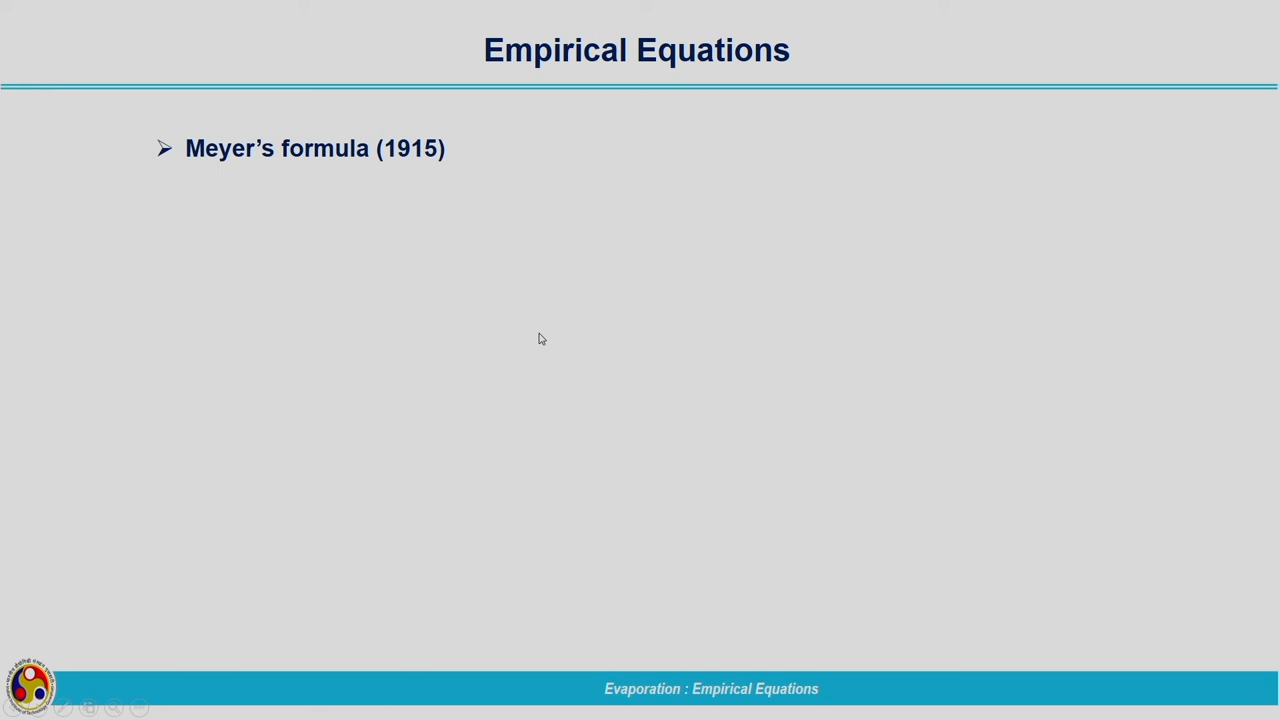 Empirical Equations
➢ Meyer’s formula (1915)
Evaporation : Empirical Equations